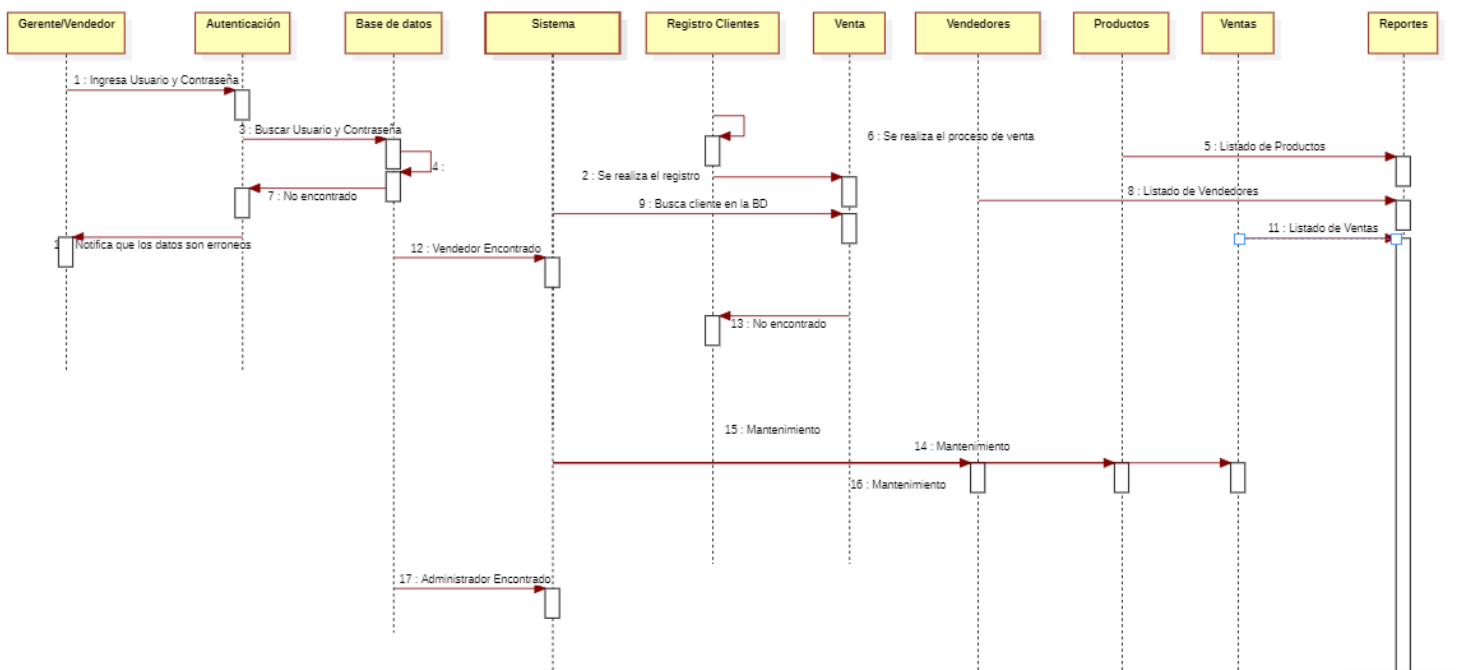 Gerente/Vendedor
Autenticación
Base de datos
Sistema
Registro Clientes
Venta
Vendedores
Productos
Ventas
Reportes
1 : Ingresa Usuario y Contraseña
3 : Buscar Usuario y Contraseña
6 : Se realiza el proceso de venta
5 : Listado de Productos
4 :
2 : Se realiza el registro
7 : No encontrado
8 : Listado de Vendedores
9 : Busca cliente en la BD
11 : Listado de Ventas
Notifica que los datos son erroneos
12 : Vendedor Encontrado
13 : No encontrado
15 : Mantenimiento
14 : Mantenimiento
16 : Mantenimiento
17 : Administrador Encontrado